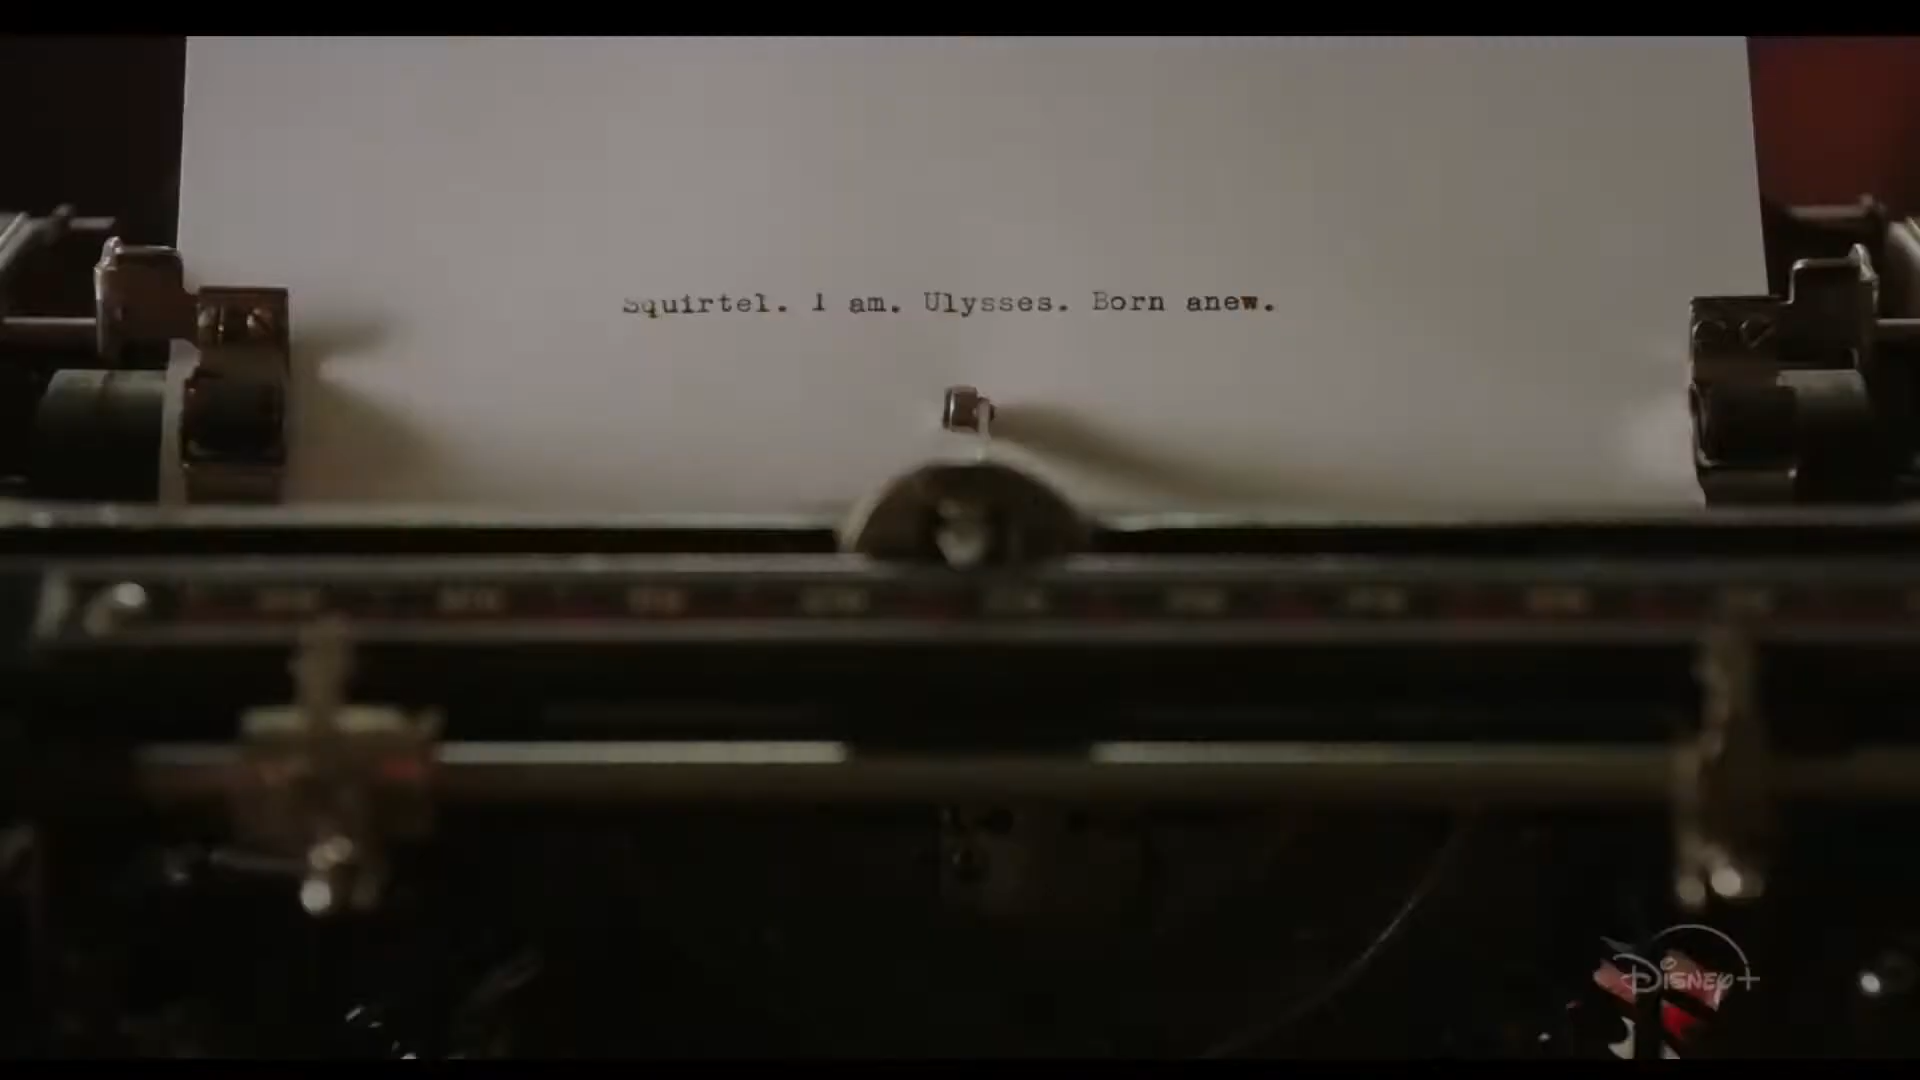 Squirtel. I am. Ulysses. Born anew.
Disney+